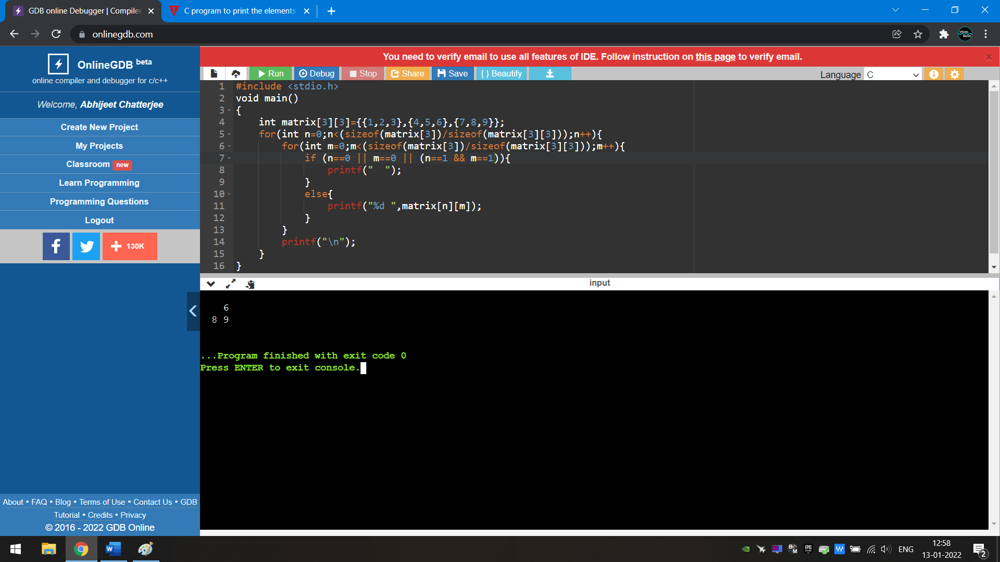 GDB online Debugger | Compiler
C program to print the elements
onlinegdb.com
OnlineGDB beta
online compiler and debugger for c/c++
Welcome, Abhijeet Chatterjee
Create New Project
My Projects
Classroom new
Learn Programming
Programming Questions
Logout
130K
About • FAQ • Blog • Terms of Use • Contact Us • GDB
Tutorial • Credits • Privacy
© 2016 - 2022 GDB Online
You need to verify email to use all features of IDE. Follow instruction on this page to verify email.
Run Debug Stop Share Save {} Beautify
Language C
1 #include <stdio.h>
2 void main()
3 {
4 int matrix[3][3]={{1,2,3},{4,5,6},{7,8,9}};
5 for(int n=0;n<(sizeof(matrix[3])/sizeof(matrix[3][3]));n++){
6 for(int m=0;m<(sizeof(matrix[3])/sizeof(matrix[3][3]));m++){
7 if (n==0 || m==0 || (n==1 && m==1)){
8 printf("  ");
9 }
10 else{
11 printf("%d ",matrix[n][m]);
12 }
13 }
14 printf("\n");
15 }
16 }
input
6
8 9
...Program finished with exit code 0
Press ENTER to exit console.
ENG
12:58
13-01-2022
2